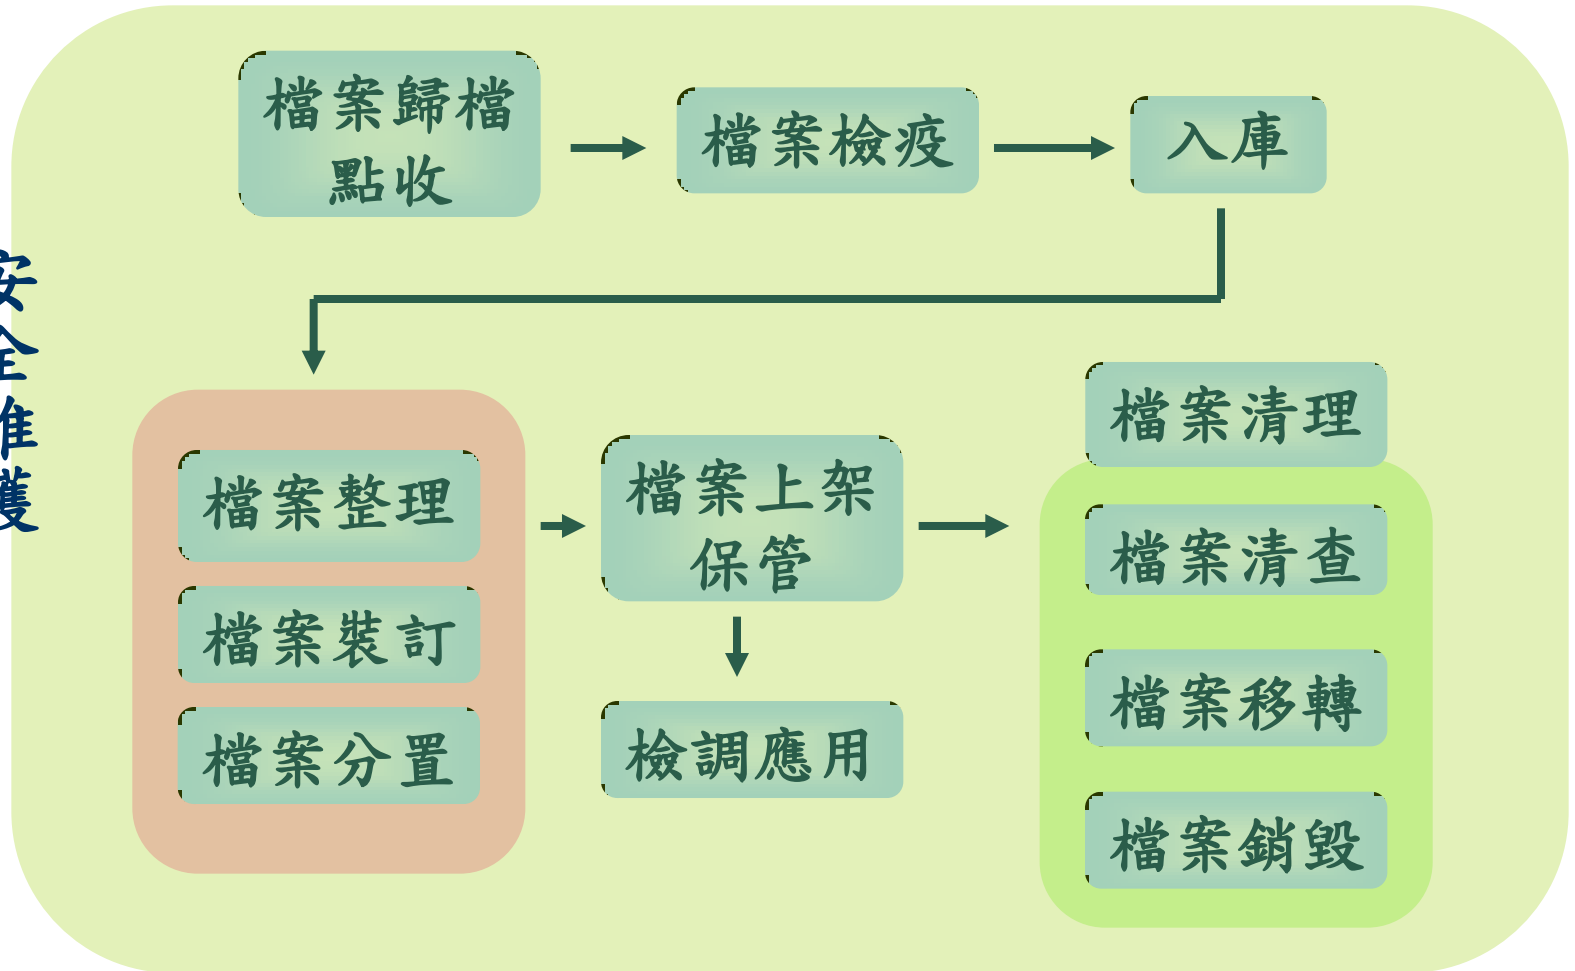 檔案歸檔
點收
檔案檢疫
入庫
安
全
維
護
檔案整理
檔案裝訂
檔案分置
檔案上架
保管
檢調應用
檔案清理
檔案清查
檔案移轉
檔案銷毀